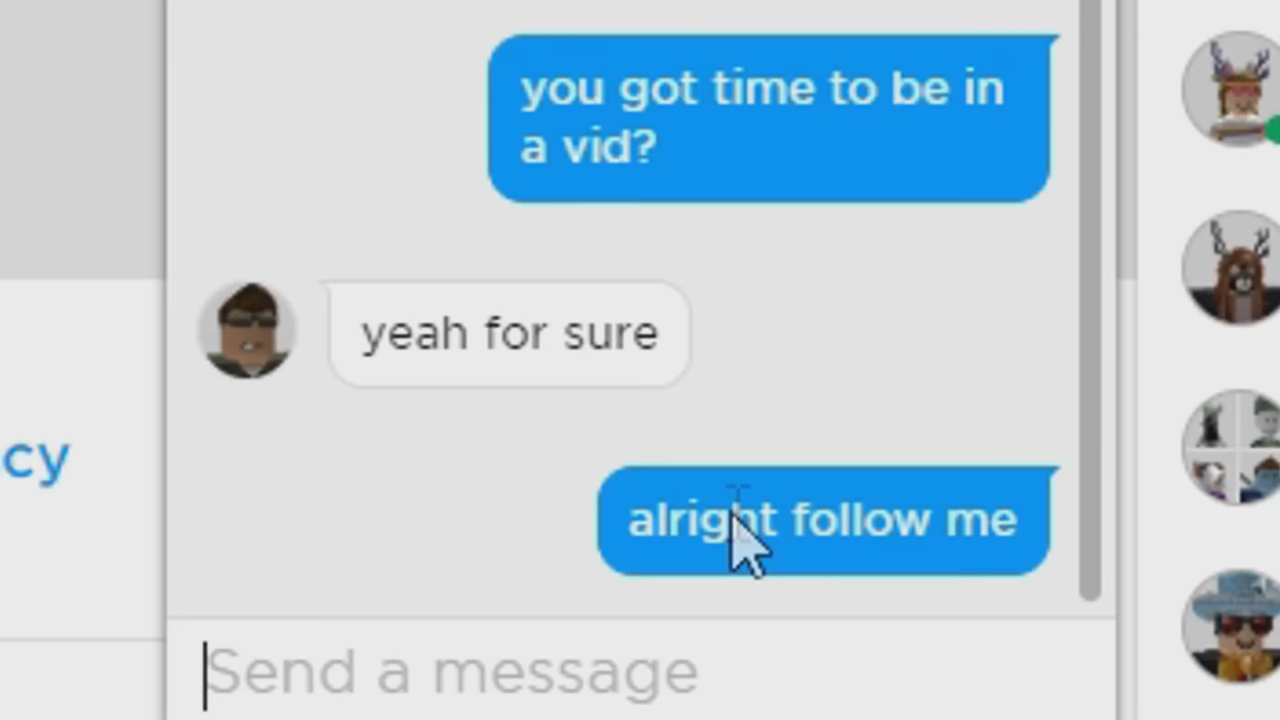 you got time to be in
a vid?
yeah for sure
cy
alright follow me
Send a message